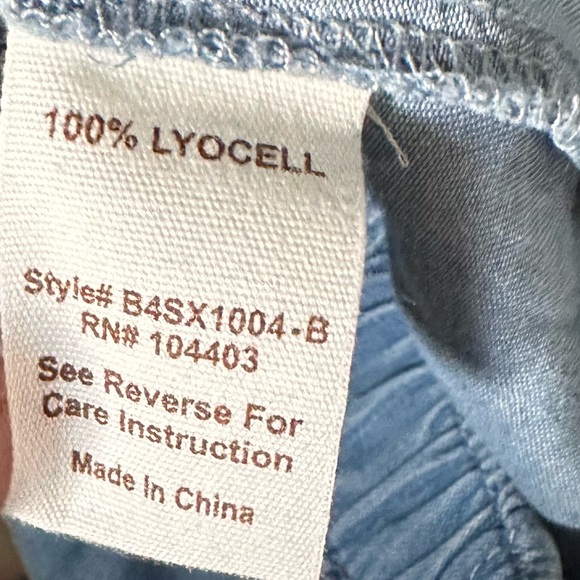 100% LYOCELL
Style# B4SX1004-B
RN# 104403
See Reverse For
Care Instruction
Made In China